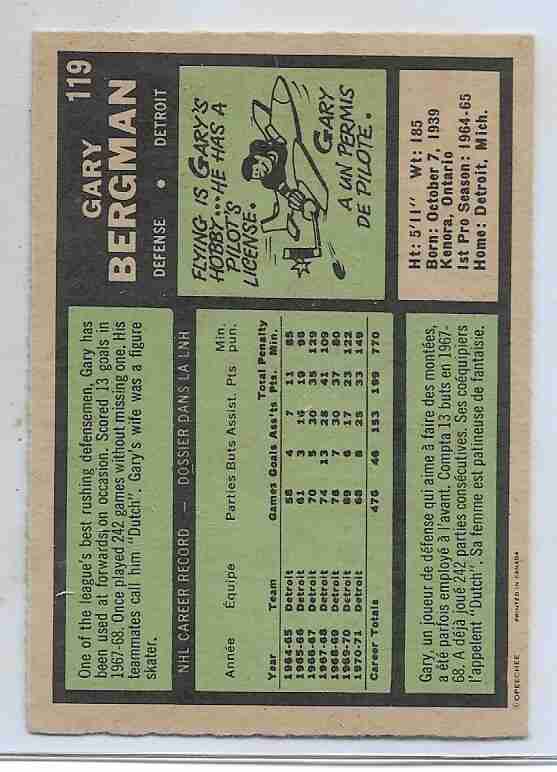 119
GARY
BERGMAN
DEFENSE • DETROIT
FLYING IS GARY'S
HOBBY...HE HAS A
PILOT'S
LICENSE.
GARY
A UN PERMIS
DE PILOTE.
Ht: 5'11" Wt: 185
Born: October 7, 1939
Kenora, Ontario
1st Pro Season: 1964-65
Home: Detroit, Mich.
One of the league's best rushing defensemen, Gary has
been used at forwards on occasion. Scored 13 goals in
1967-68. Once played 242 games without missing one. His
teammates call him "Dutch". Gary's wife was a figure
skater.
NHL CAREER RECORD — DOSSIER DANS LA LNH
Min.
Année Équipe Parties Buts Assist. Pts pun.
Total Penalty
Year Team Games Goals Ass'ts Pts. Min.
1964-65 Detroit 58 4 7 11 85
1965-66 Detroit 61 3 16 19 96
1966-67 Detroit 70 5 30 35 129
1967-68 Detroit 74 13 28 41 109
1968-69 Detroit 76 7 30 37 80
1969-70 Detroit 69 6 17 23 122
1970-71 Detroit 68 8 25 33 149
Career Totals 476 46 153 199 770
Gary, un joueur de défense qui aime à faire des montées,
a été parfois employé à l'avant. Compta 13 buts en 1967-
68. A déjà joué 242 parties consécutives. Ses coéquipiers
l'appelent "Dutch". Sa femme est patineuse de fantaisie.
©OPEECHEE PRINTED IN CANADA